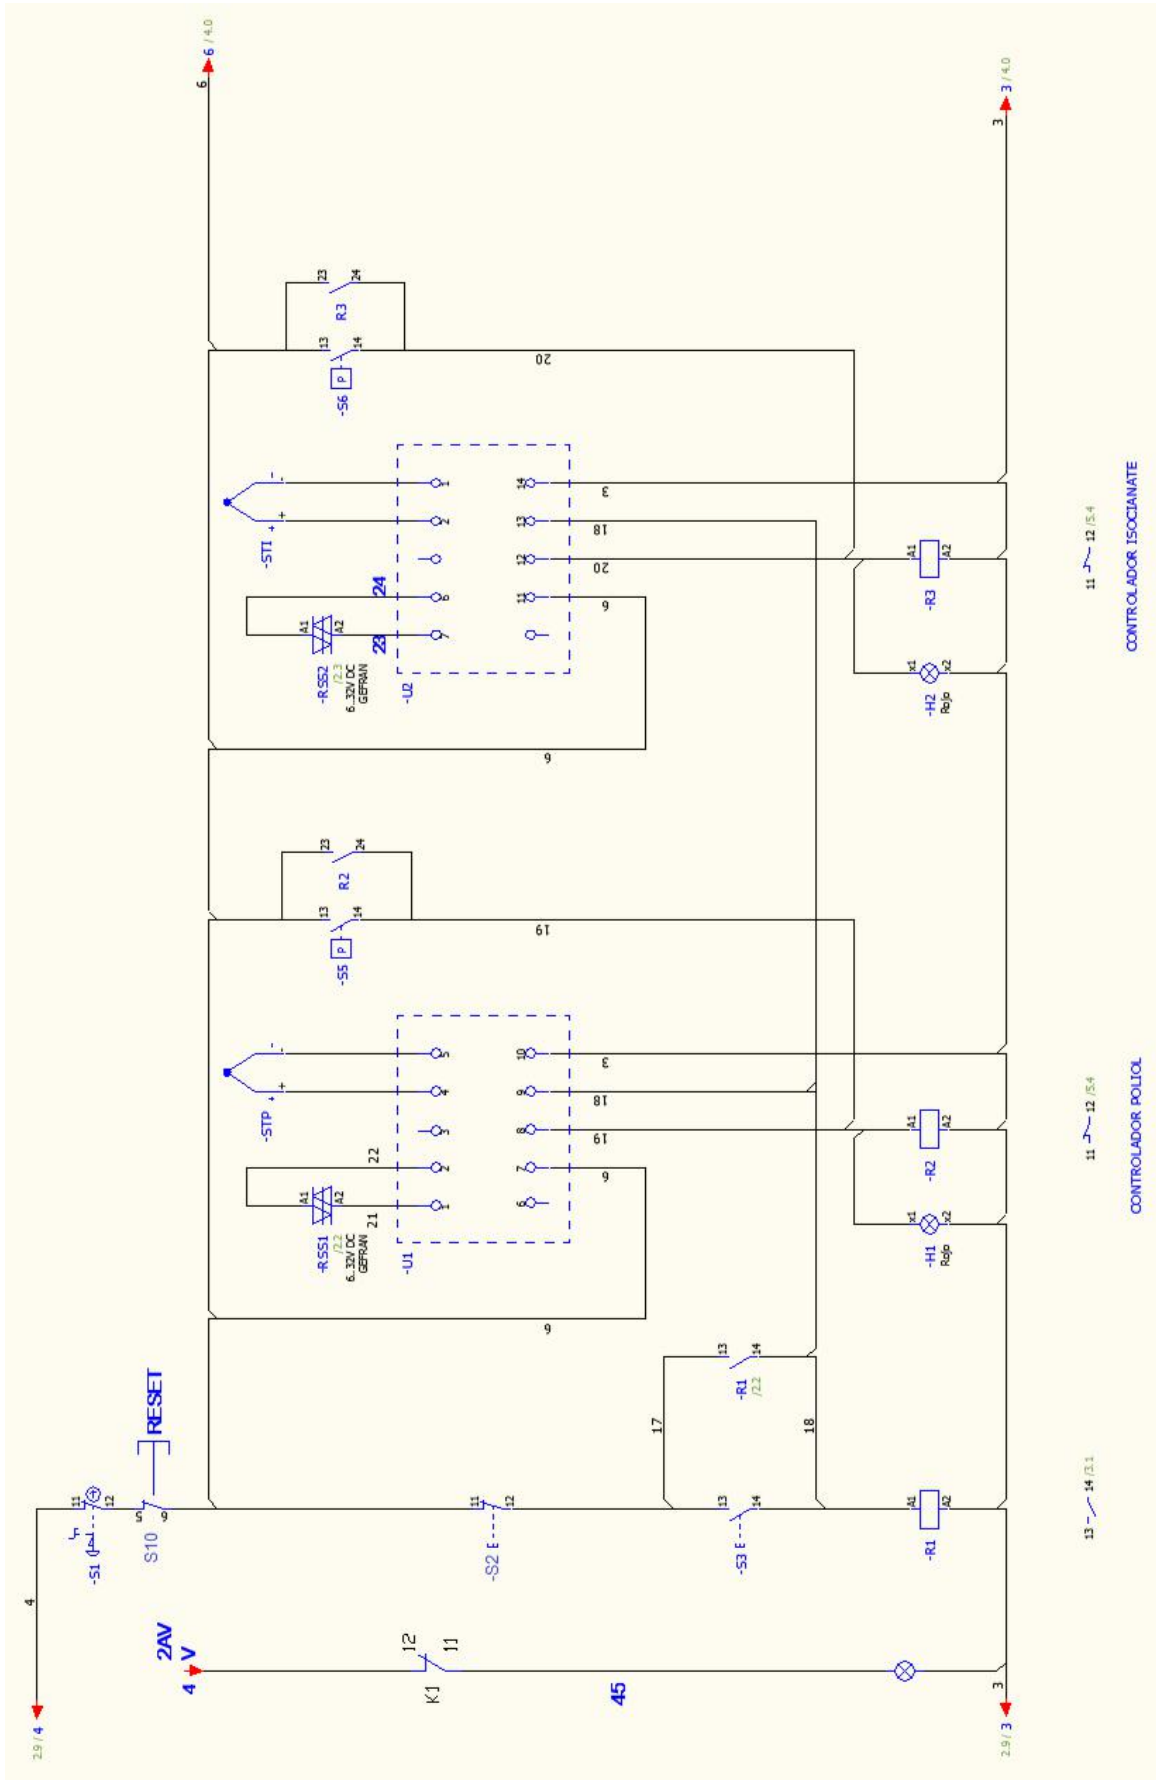 2.9 / 4
4
-S1
11
12
S10
5
6
RESET
2AV
V
4
K1
12
11
45
-S2
11
12
-S3
13
14
17
18
-R1
/2.2
13
14
-R1
A1
A2
3
2.9 / 3
13
14 /3.1
6
6
-RSS1
/2.2
6..32V DC
GEFRAN
A1
A2
21
22
-STP
+
+
-
-
-U1
1
2
3
4
5
6
7
8
9
10
6
19
18
3
-H1
Rojo
x1
x2
-R2
A1
A2
11
12 /5.4
CONTROLADOR POLIOL
-S5
P
13
14
R2
23
24
19
6
-RSS2
/2.3
6..32V DC
GEFRAN
A1
A2
23
24
-STI
+
+
-
-
-U2
7
6
2
1
11
12
13
14
6
20
18
3
-H2
Rojo
x1
x2
-R3
A1
A2
11
12 /5.4
CONTROLADOR ISOCIANATE
-S6
P
13
14
R3
23
24
20
6
6 / 4.0
3
3 / 4.0